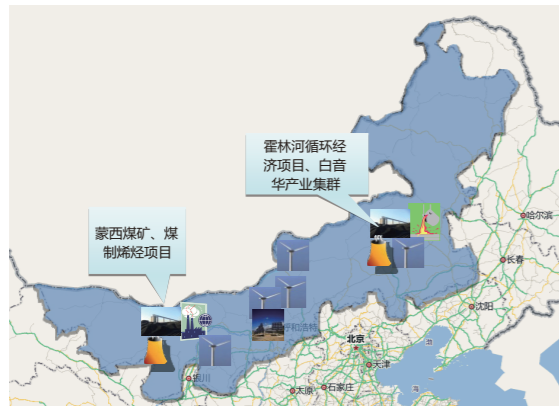 霍林河循环经
济项目、白音
华产业集群
哈尔滨
蒙西煤矿、煤
制烯烃项目
长春
沈阳
呼和浩特
北京
渤
天津
银川
海
太原
石家庄